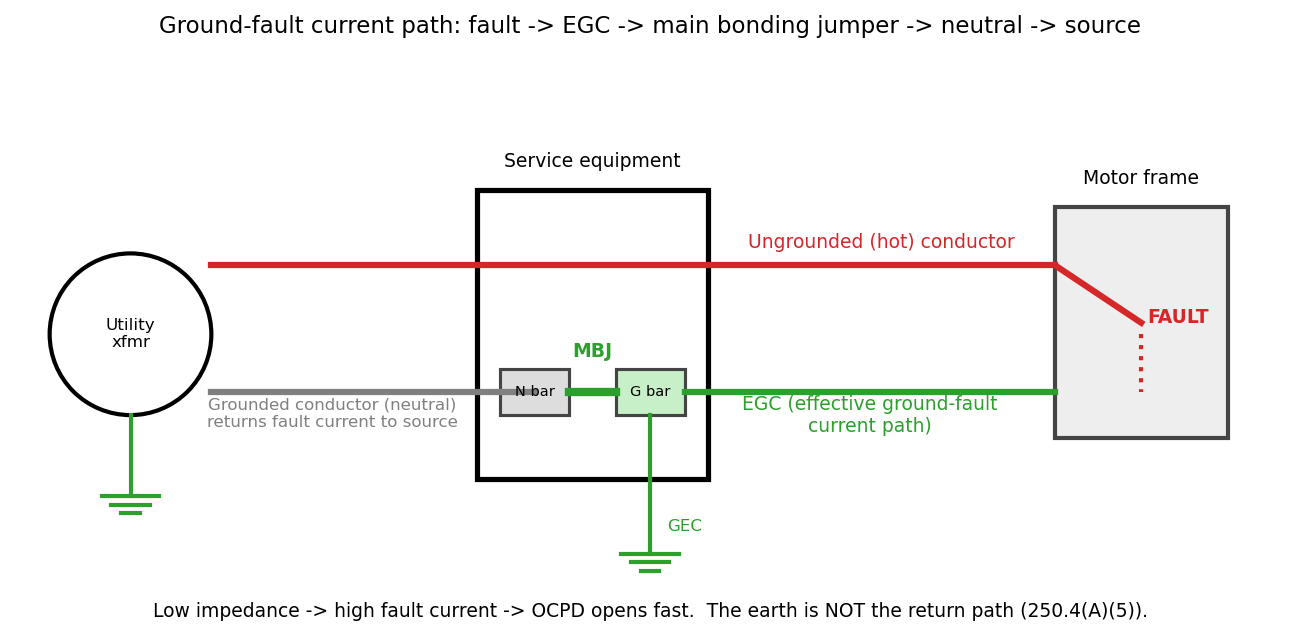 Ground-fault current path: fault -> EGC -> main bonding jumper -> neutral -> source
Service equipment
Motor frame
Ungrounded (hot) conductor
Utility
xfmr
FAULT
MBJ
N bar
G bar
Grounded conductor (neutral)
returns fault current to source
EGC (effective ground-fault
current path)
GEC
Low impedance -> high fault current -> OCPD opens fast.  The earth is NOT the return path (250.4(A)(5)).